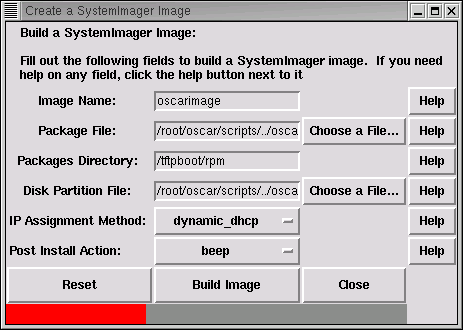 Create a SystemImager Image
Build a SystemImager Image:
Fill out the following fields to build a SystemImager image. If you need
help on any field, click the help button next to it
Image Name: oscarimage Help
Package File: /root/oscar/scripts/../osca Choose a File... Help
Packages Directory: /tftpboot/rpm Help
Disk Partition File: /root/oscar/scripts/../osca Choose a File... Help
IP Assignment Method: dynamic_dhcp Help
Post Install Action: beep Help
Reset Build Image Close